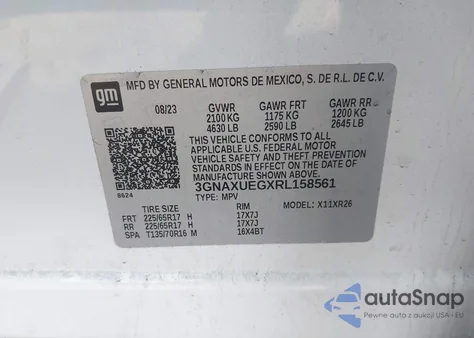 gm
MFD BY GENERAL MOTORS DE MEXICO, S. DE R.L. DE C.V.
08/23 GVWR GAWR FRT GAWR RR
2100 KG 1175 KG 1200 KG
4630 LB 2590 LB 2645 LB
THIS VEHICLE CONFORMS TO ALL
APPLICABLE U.S. FEDERAL MOTOR
VEHICLE SAFETY AND THEFT
PREVENTION STANDARDS IN EFFECT
ON THE DATE OF MANUFACTURE
SHOWN ABOVE.
3GNAXUEGXRL158561
8624
TYPE: MPV MODEL: X11XR26
TIRE SIZE RIM
FRT 225/65R17 H 17X7J
RR 225/65R17 H 17X7J
SPA T135/70R16 M 16X4BT
autoSnap
Pewne auta z USA - EU